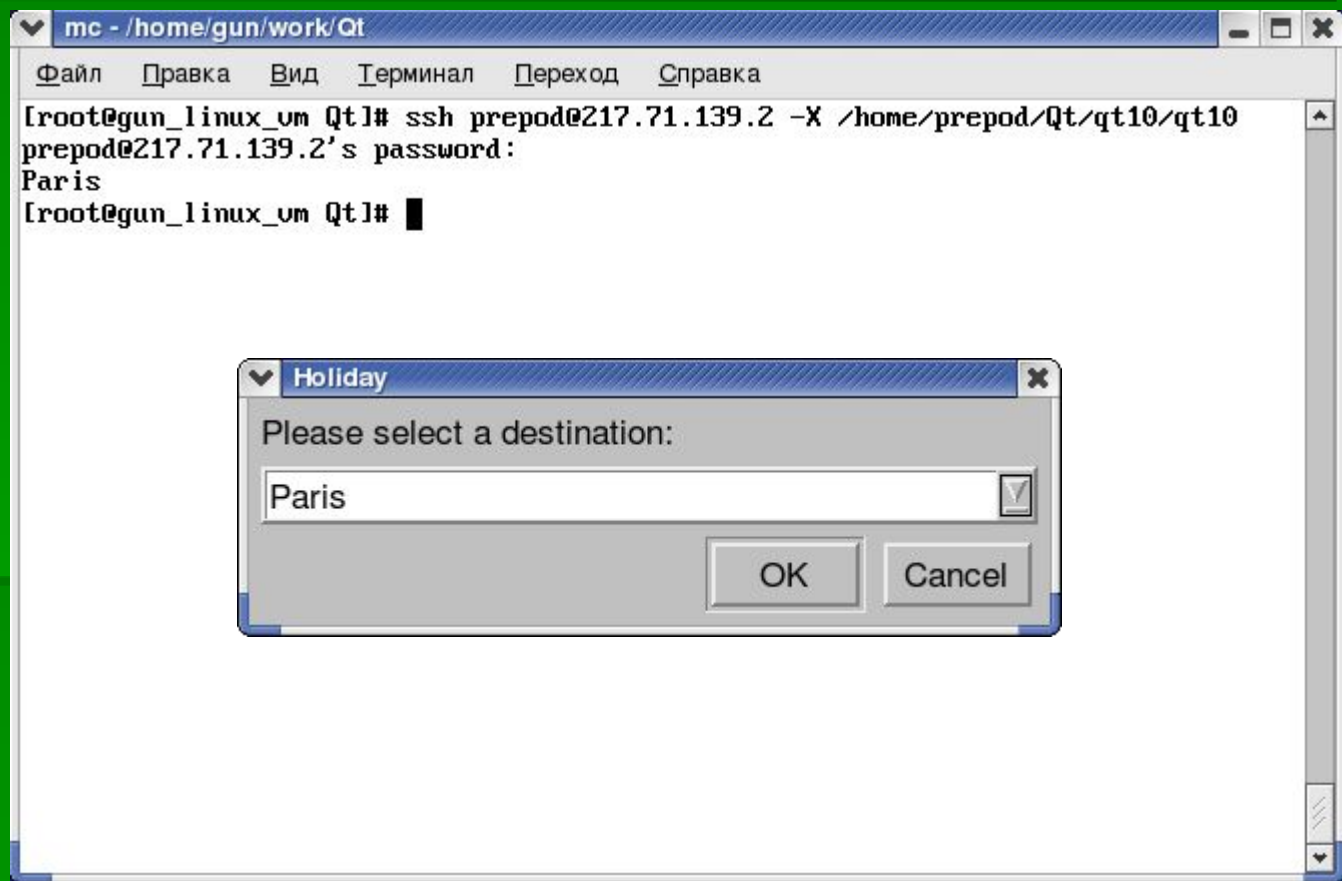 mc - /home/gun/work/Qt
Файл Правка Вид Терминал Переход Справка
[root@gun_linux_vm Qt]# ssh prepod@217.71.139.2 -X /home/prepod/Qt/qt10/qt10
prepod@217.71.139.2's password:
Paris
[root@gun_linux_vm Qt]#
Holiday
Please select a destination:
Paris
OK Cancel